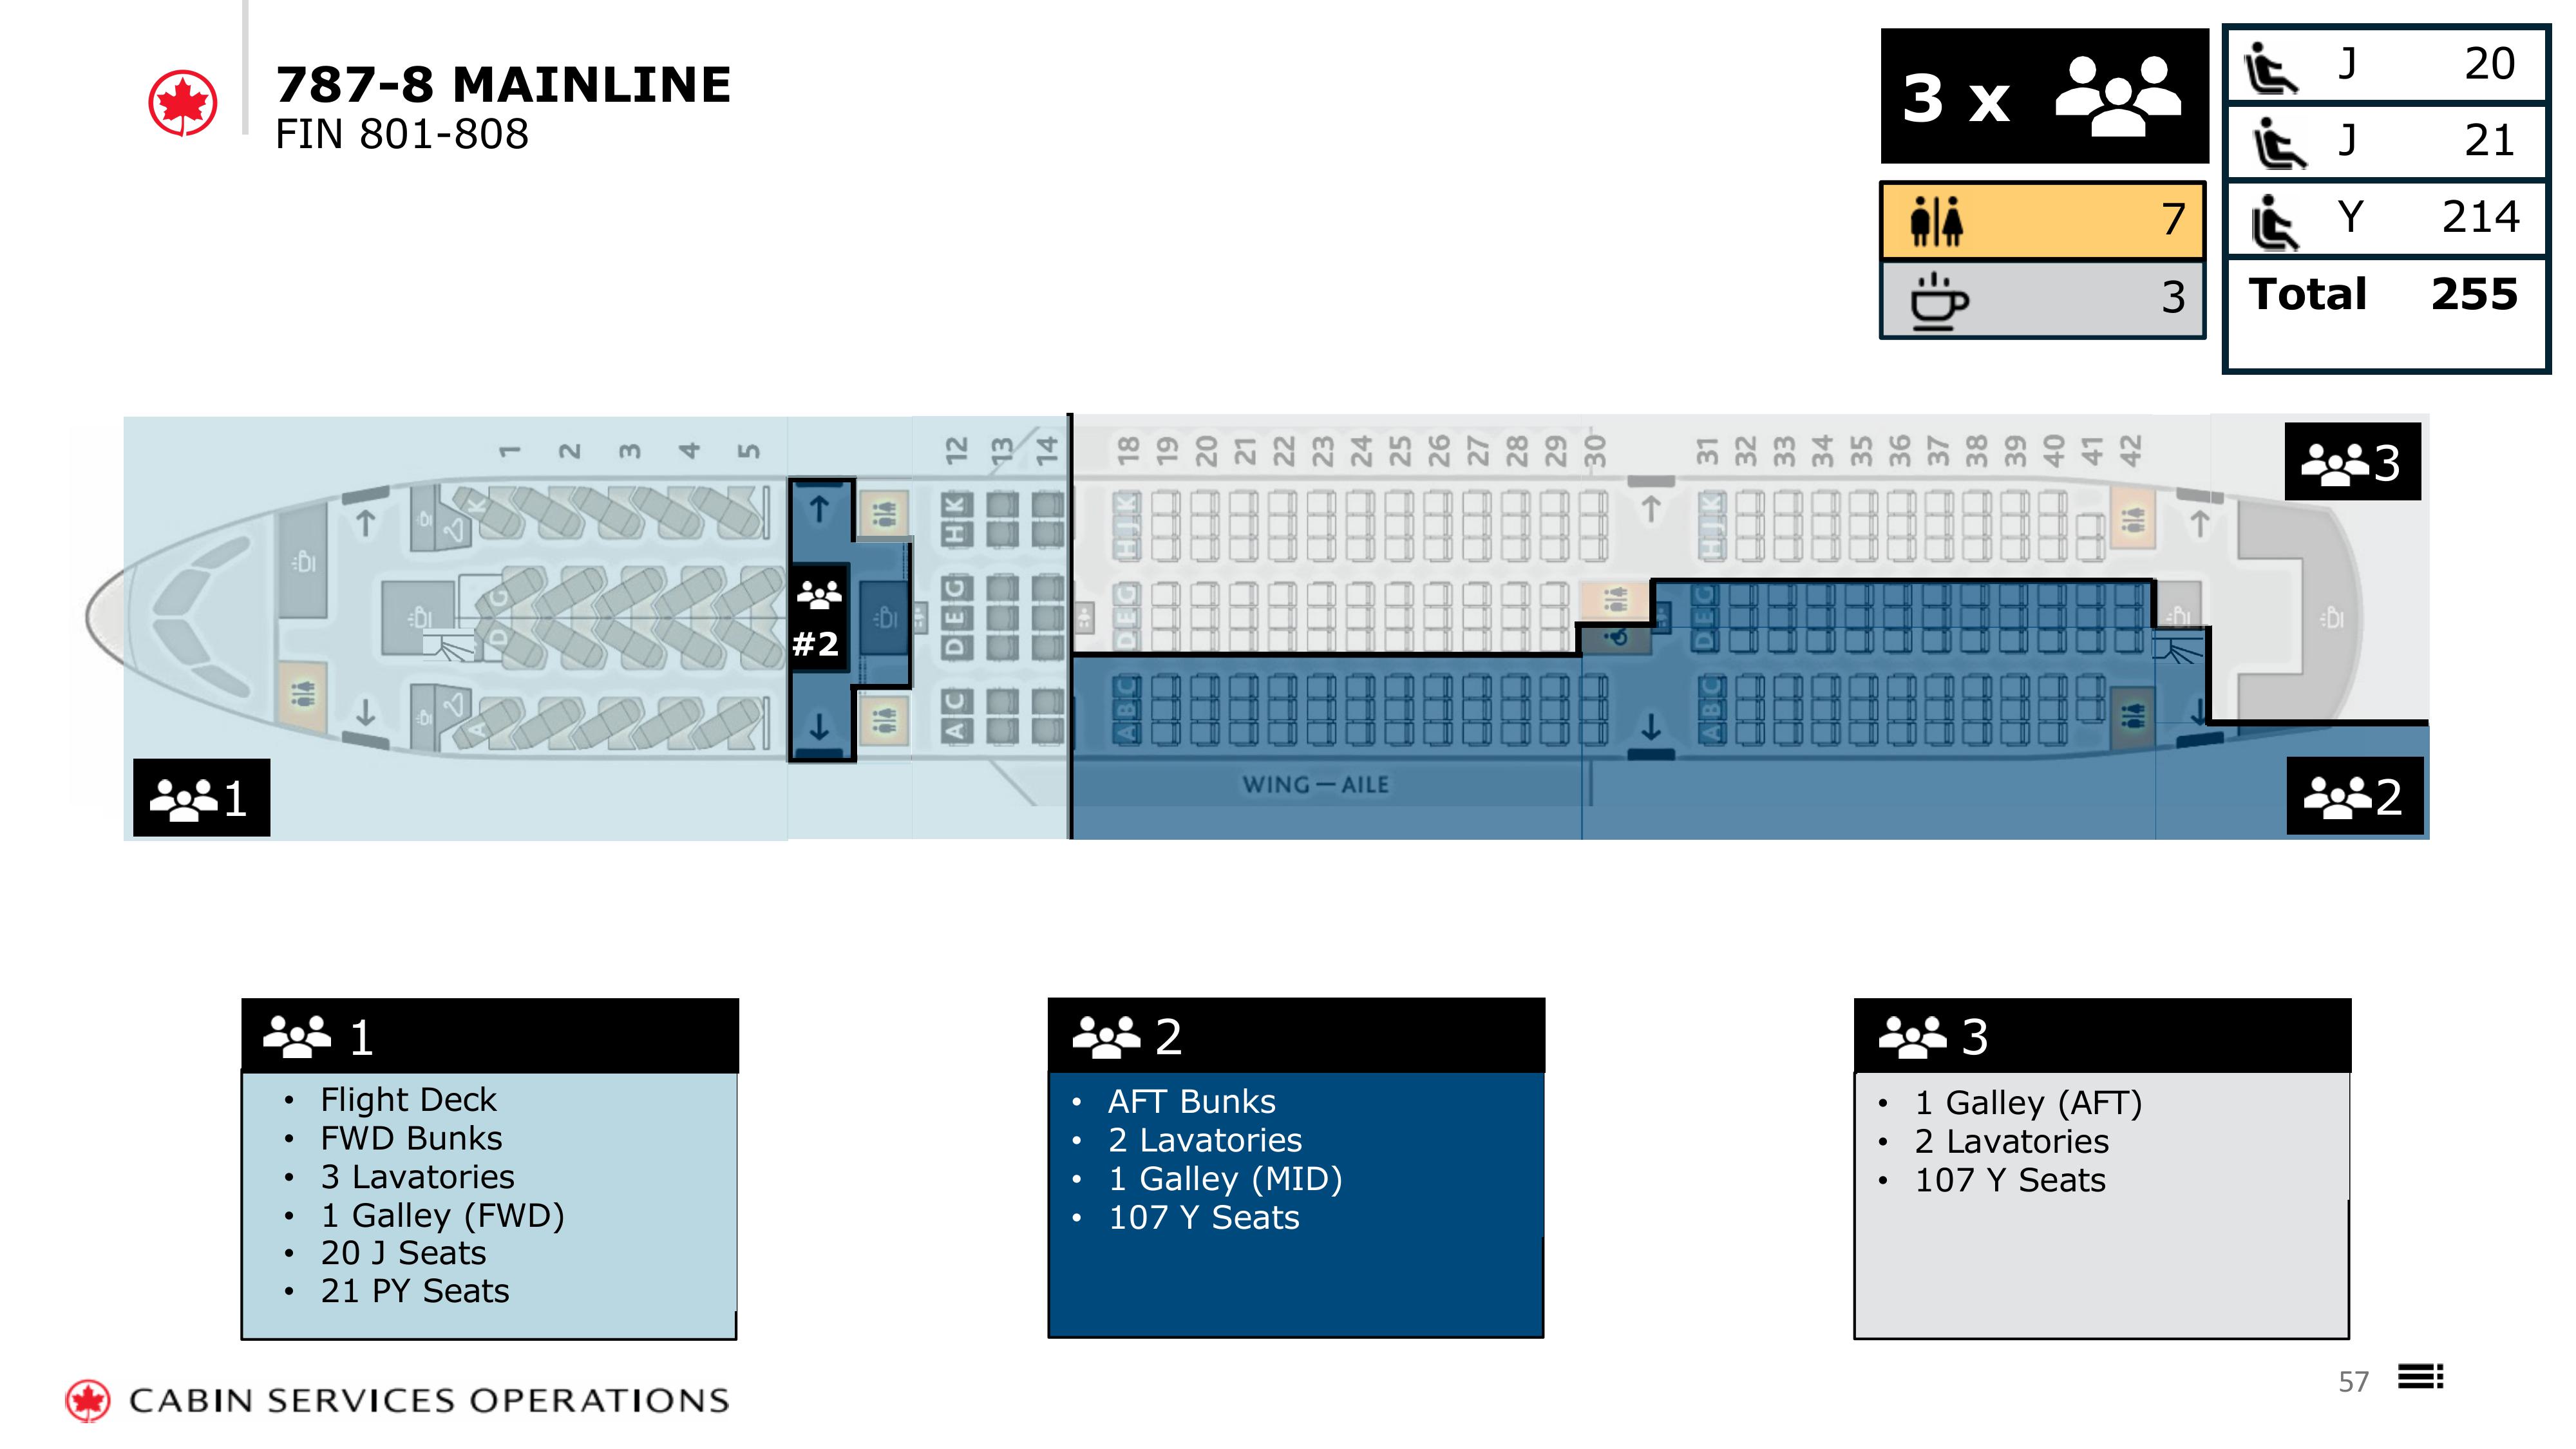 787-8 MAINLINE
FIN 801-808
3 x
7
3
J 20
J 21
Y 214
Total 255
1 2 3 4 5 12 13 14 18 19 20 21 22 23 24 25 26 27 28 29 30 31 32 33 34 35 36 37 38 39 40 41 42
3
K
H K
HJK
HJK
G
D
#2
DEG
DEG
DEG
A
A C
ABC
ABC
1
WING — AILE
2
1
• Flight Deck
• FWD Bunks
• 3 Lavatories
• 1 Galley (FWD)
• 20 J Seats
• 21 PY Seats
2
• AFT Bunks
• 2 Lavatories
• 1 Galley (MID)
• 107 Y Seats
3
• 1 Galley (AFT)
• 2 Lavatories
• 107 Y Seats
CABIN SERVICES OPERATIONS
57